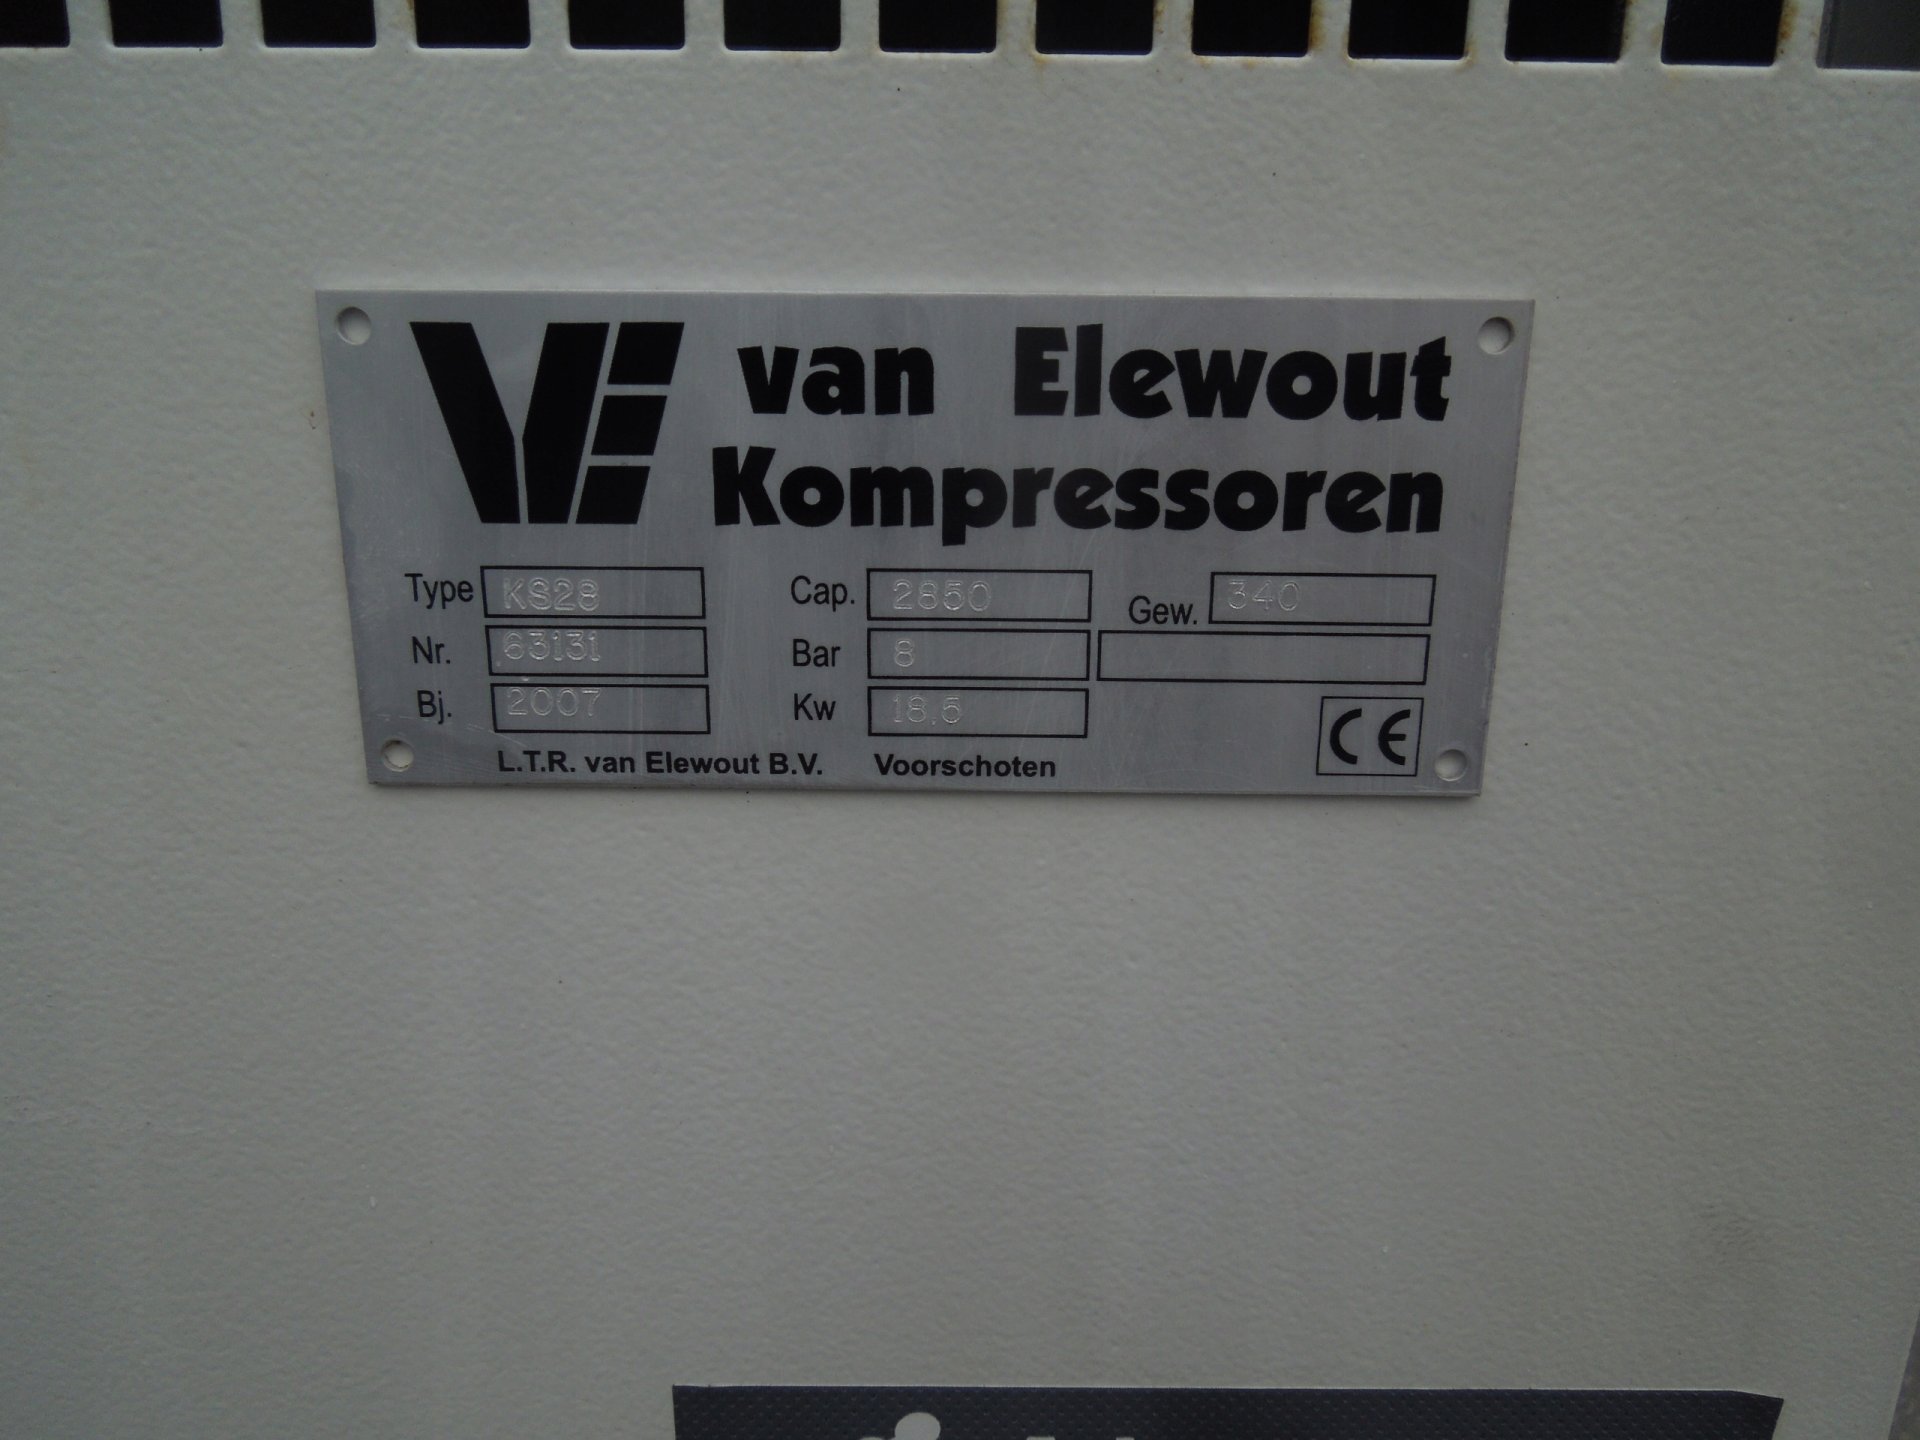 van Elewout
Kompressoren
Type KS28 Cap. 2850 Gew. 340
Nr. 63131 Bar 8
Bj. 2007 Kw 18,5
CE
L.T.R. van Elewout B.V. Voorschoten